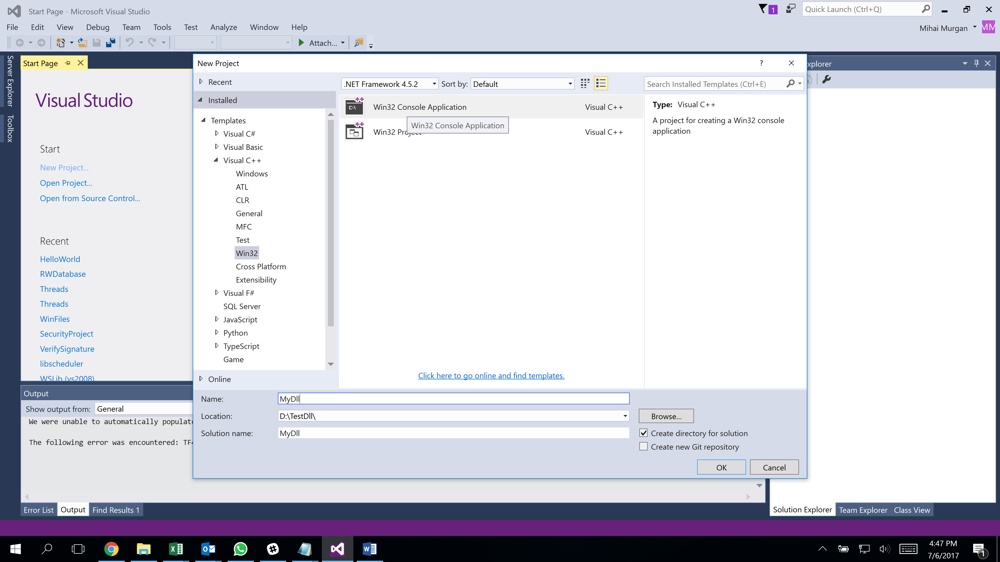 Start Page - Microsoft Visual Studio
1
Quick Launch (Ctrl+Q)
File Edit View Debug Team Tools Test Analyze Window Help
Mihai Murgan
MM
Attach...
Server Explorer
Toolbox
Start Page
Visual Studio
Start
New Project...
Open Project...
Open from Source Control...
Recent
HelloWorld
RWDatabase
Threads
Threads
WinFiles
SecurityProject
VerifySignature
libscheduler
WSLib (vs2008)
New Project
?
Recent
Installed
Templates
Visual C#
Visual Basic
Visual C++
Windows
ATL
CLR
General
MFC
Test
Win32
Cross Platform
Extensibility
Visual F#
SQL Server
JavaScript
Python
TypeScript
Game
Online
.NET Framework 4.5.2
Sort by: Default
Search Installed Templates (Ctrl+E)
C:\
Win32 Console Application Visual C++
Win32 Console Application
Win32 Project Visual C++
Type: Visual C++
A project for creating a Win32 console
application
Click here to go online and find templates.
Name: MyDll
Location: D:\TestDll\
Browse...
Solution name: MyDll
Create directory for solution
Create new Git repository
OK Cancel
xplorer
Output
Show output from: General
We were unable to automatically populate
The following error was encountered: TF4
Error List Output Find Results 1
Solution Explorer Team Explorer Class View
4:47 PM
7/6/2017
1